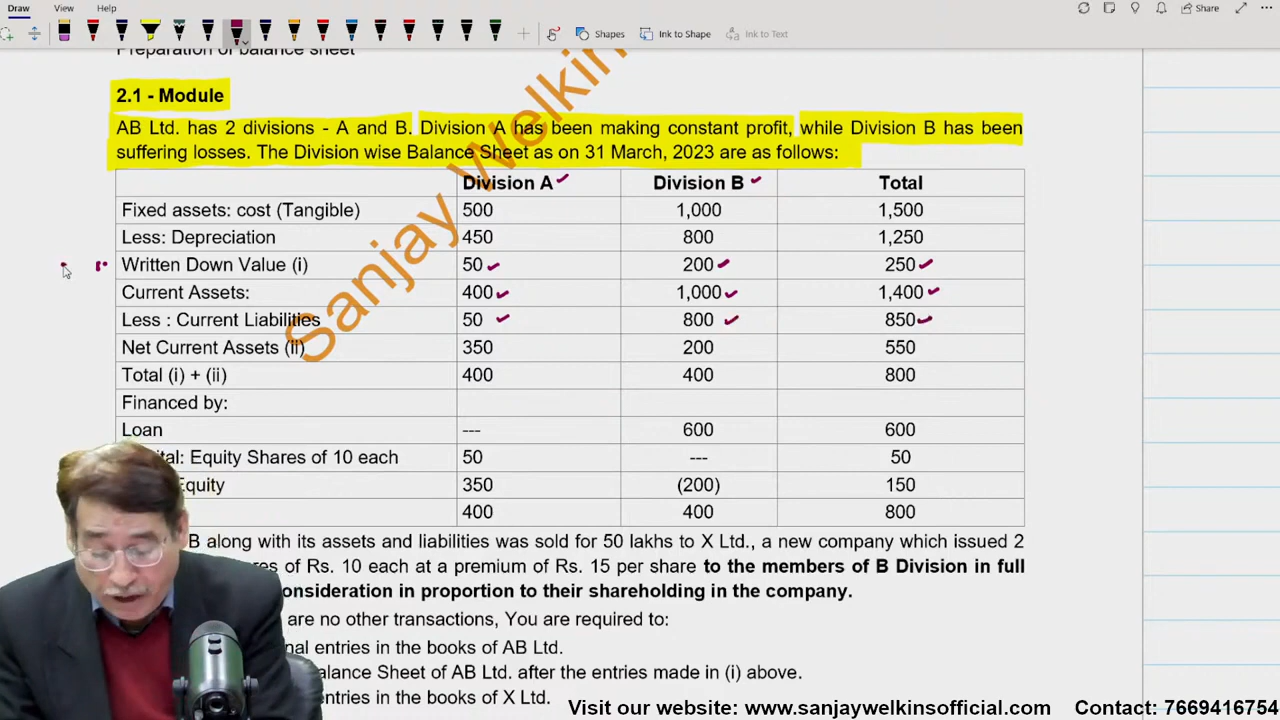 Draw View Help
Share
Shapes Ink to Shape Ink to Text
Preparation of balance sheet
2.1 - Module
AB Ltd. has 2 divisions - A and B. Division A has been making constant profit, while Division B has been
suffering losses. The Division wise Balance Sheet as on 31 March, 2023 are as follows:
Division A Division B Total
Fixed assets: cost (Tangible) 500 1,000 1,500
Less: Depreciation 450 800 1,250
Written Down Value (i) 50 200 250
Current Assets: 400 1,000 1,400
Less : Current Liabilities 50 800 850
Net Current Assets (ii) 350 200 550
Total (i) + (ii) 400 400 800
Financed by:
Loan --- 600 600
ital: Equity Shares of 10 each 50 --- 50
Equity 350 (200) 150
400 400 800
B along with its assets and liabilities was sold for 50 lakhs to X Ltd., a new company which issued 2
res of Rs. 10 each at a premium of Rs. 15 per share to the members of B Division in full
onsideration in proportion to their shareholding in the company.
are no other transactions, You are required to:
nal entries in the books of AB Ltd.
alance Sheet of AB Ltd. after the entries made in (i) above.
entries in the books of X Ltd.
Sanjay Welkin
Visit our website: www.sanjaywelkinsofficial.com Contact: 7669416754